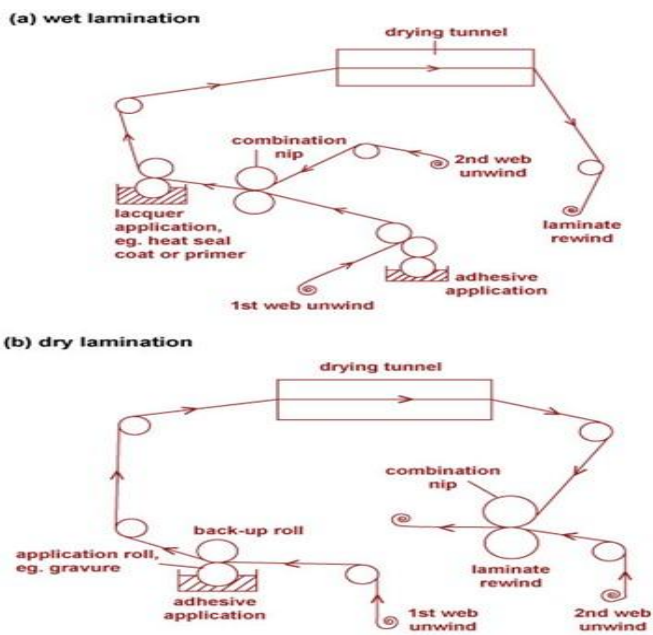 (a) wet lamination
drying tunnel
combination
nip
2nd web
unwind
lacquer
application,
eg. heat seal
coat or primer
laminate
rewind
adhesive
application
1st web unwind
(b) dry lamination
drying tunnel
combination
nip
back-up roll
application roll,
eg. gravure
laminate
rewind
adhesive
application
1st web
unwind
2nd web
unwind